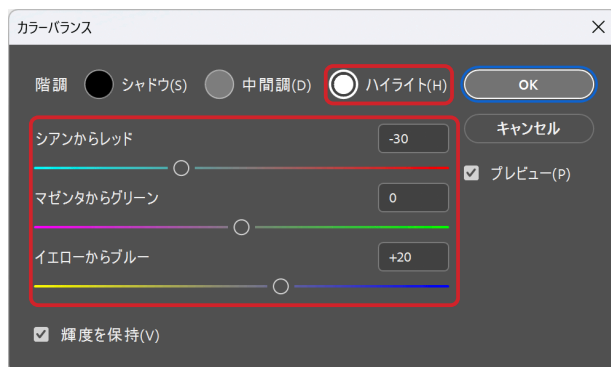 カラーバランス
階調 シャドウ(S) 中間調(D) ハイライト(H) OK
キャンセル
シアンからレッド -30
プレビュー(P)
マゼンタからグリーン 0
イエローからブルー +20
輝度を保持(V)